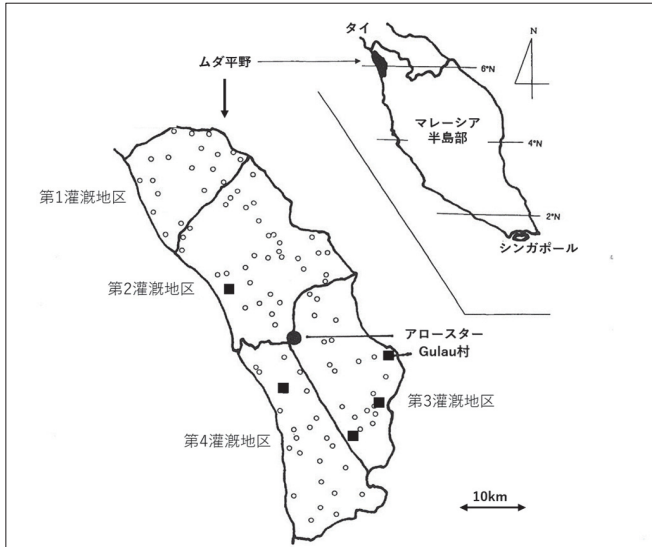 タイ
N
ムダ平野
6°N
マレーシア
半島部
4°N
第1灌漑地区
2°N
シンガポール
第2灌漑地区
アロースター
Gulau村
第3灌漑地区
第4灌漑地区
10km